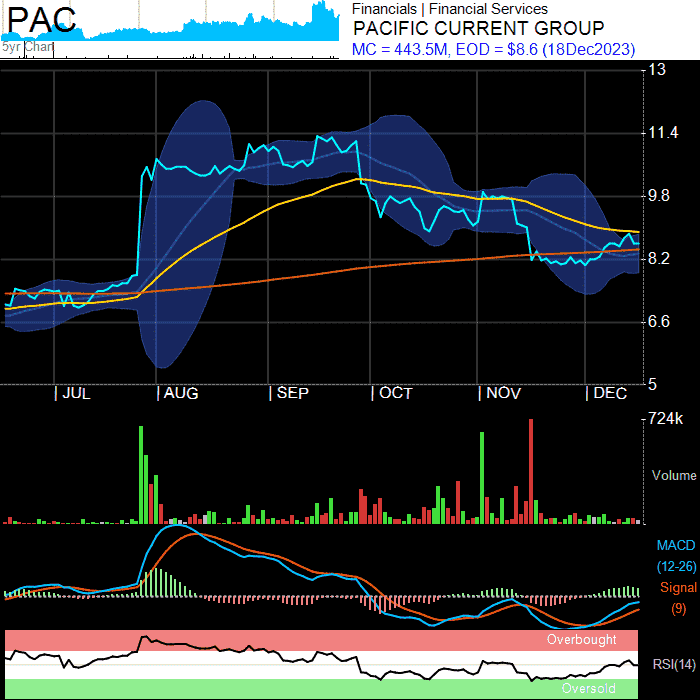 PAC
5yr Chart
Financials | Financial Services
PACIFIC CURRENT GROUP
MC = 443.5M, EOD = $8.6 (18Dec2023)
13
11.4
9.8
8.2
6.6
5
JUL
AUG
SEP
OCT
NOV
DEC
724k
Volume
MACD
(12-26)
Signal
(9)
Overbought
RSI(14)
Oversold